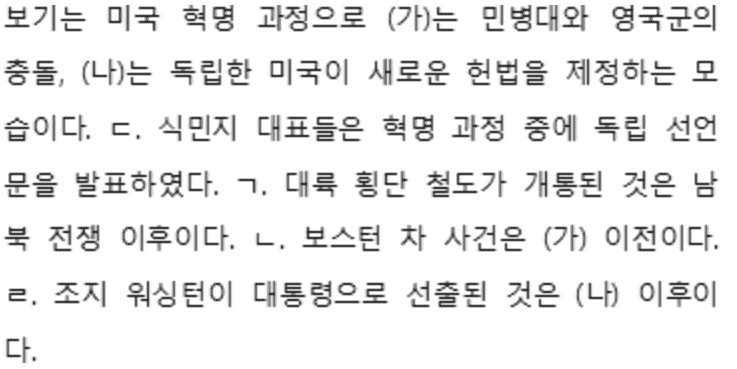 보기는 미국 혁명 과정으로 (가)는 민병대와 영국군의
충돌, (나)는 독립한 미국이 새로운 헌법을 제정하는 모
습이다. ㄷ. 식민지 대표들은 혁명 과정 중에 독립 선언
문을 발표하였다. ㄱ. 대륙 횡단 철도가 개통된 것은 남
북 전쟁 이후이다. ㄴ. 보스턴 차 사건은 (가) 이전이다.
ㄹ. 조지 워싱턴이 대통령으로 선출된 것은 (나) 이후이
다.